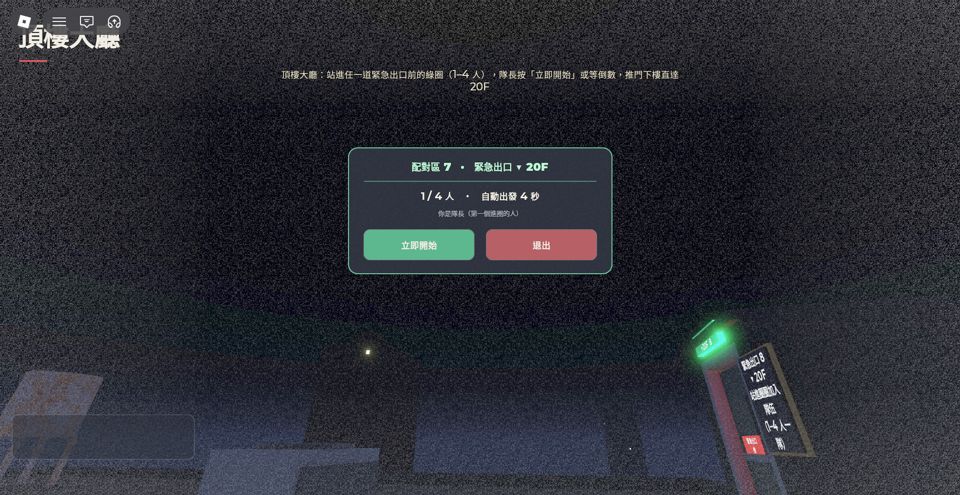 頂樓大廳
頂樓大廳：站進任一道緊急出口前的綠圈（1–4 人），隊長按「立即開始」或等倒數，推門下樓直達
20F
配對區 7 • 緊急出口 ▼ 20F
1 / 4 人 • 自動出發 4 秒
你是隊長（第一個進圈的人）
立即開始
退出
緊急出口 8
▼ 20F
隊伍